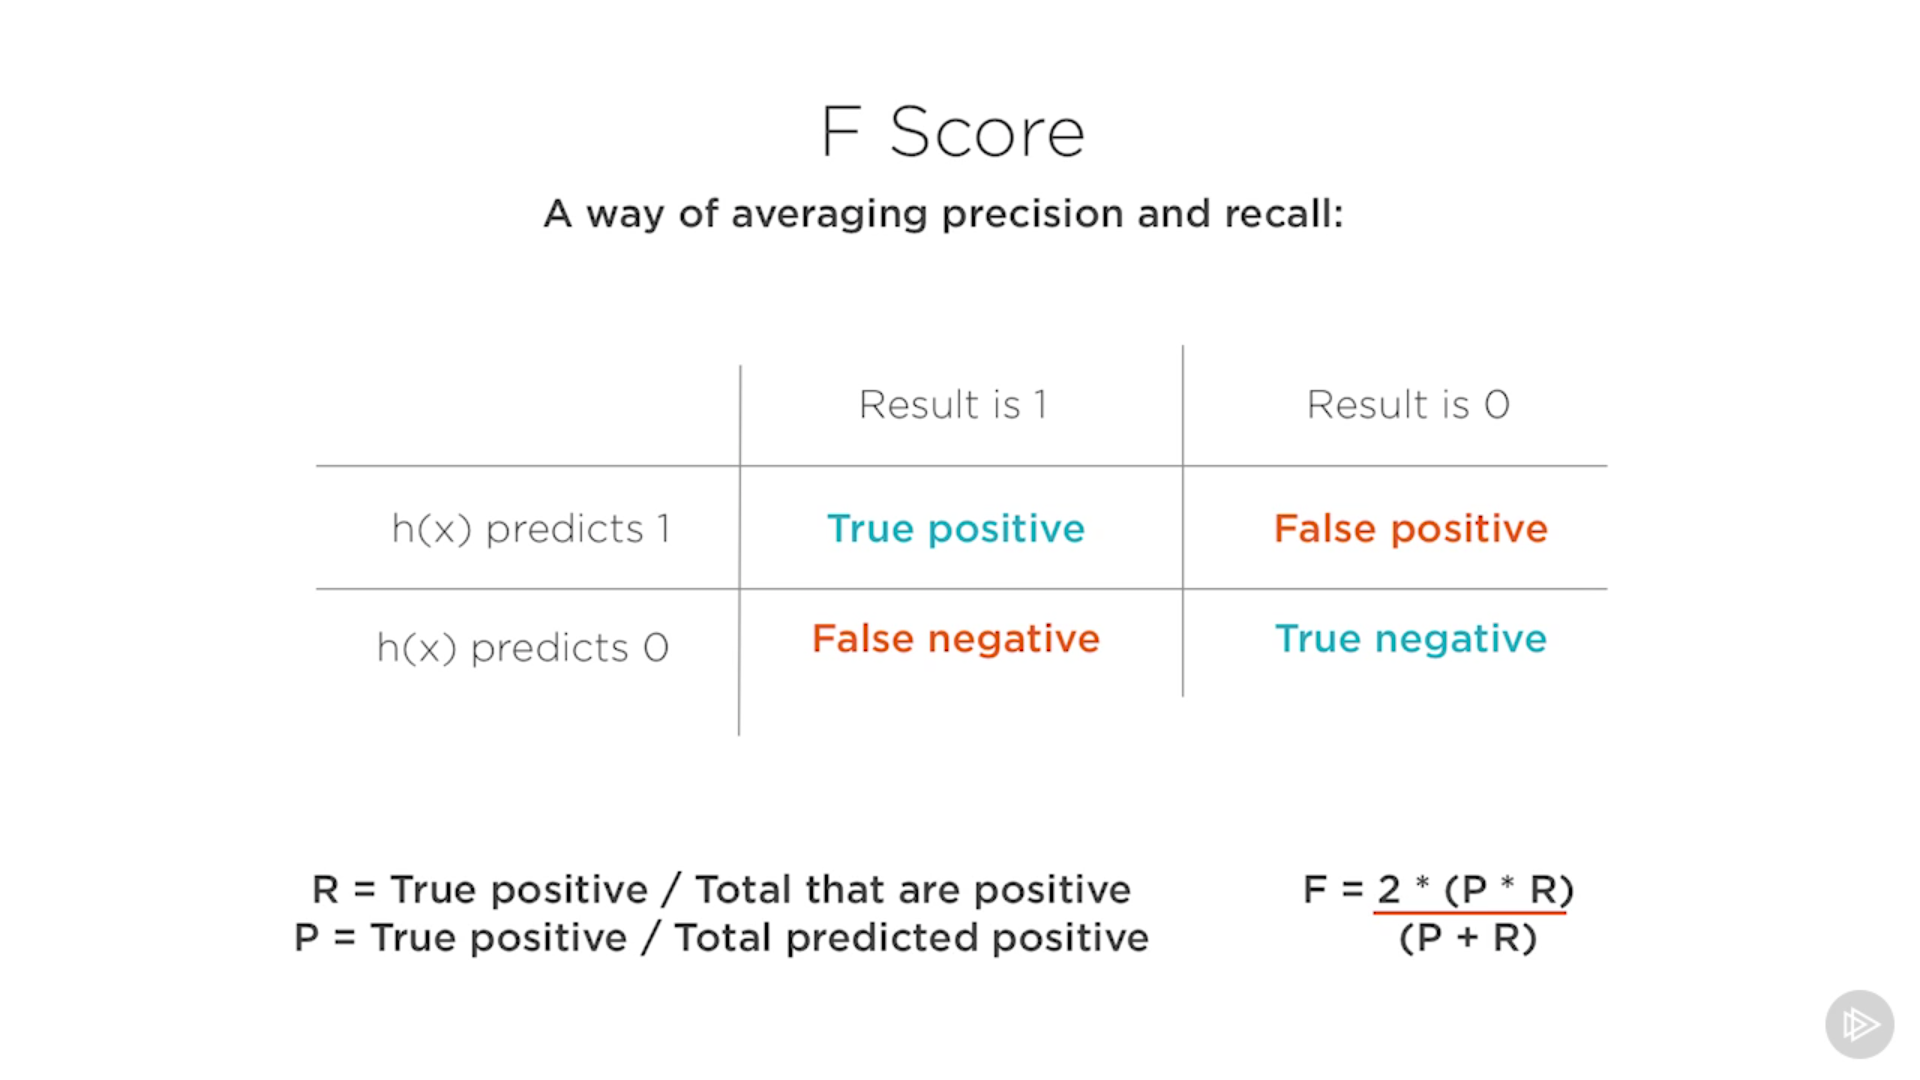 F Score
A way of averaging precision and recall:
Result is 1
Result is 0
h(x) predicts 1
True positive
False positive
h(x) predicts 0
False negative
True negative
R = True positive / Total that are positive
P = True positive / Total predicted positive
F = 2 * (P * R)
(P + R)